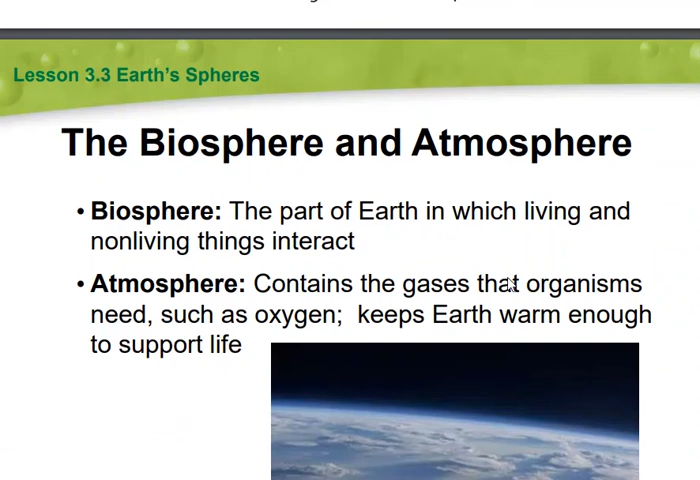 Lesson 3.3 Earth's Spheres
The Biosphere and Atmosphere
• Biosphere: The part of Earth in which living and
nonliving things interact
• Atmosphere: Contains the gases that organisms
need, such as oxygen;  keeps Earth warm enough
to support life